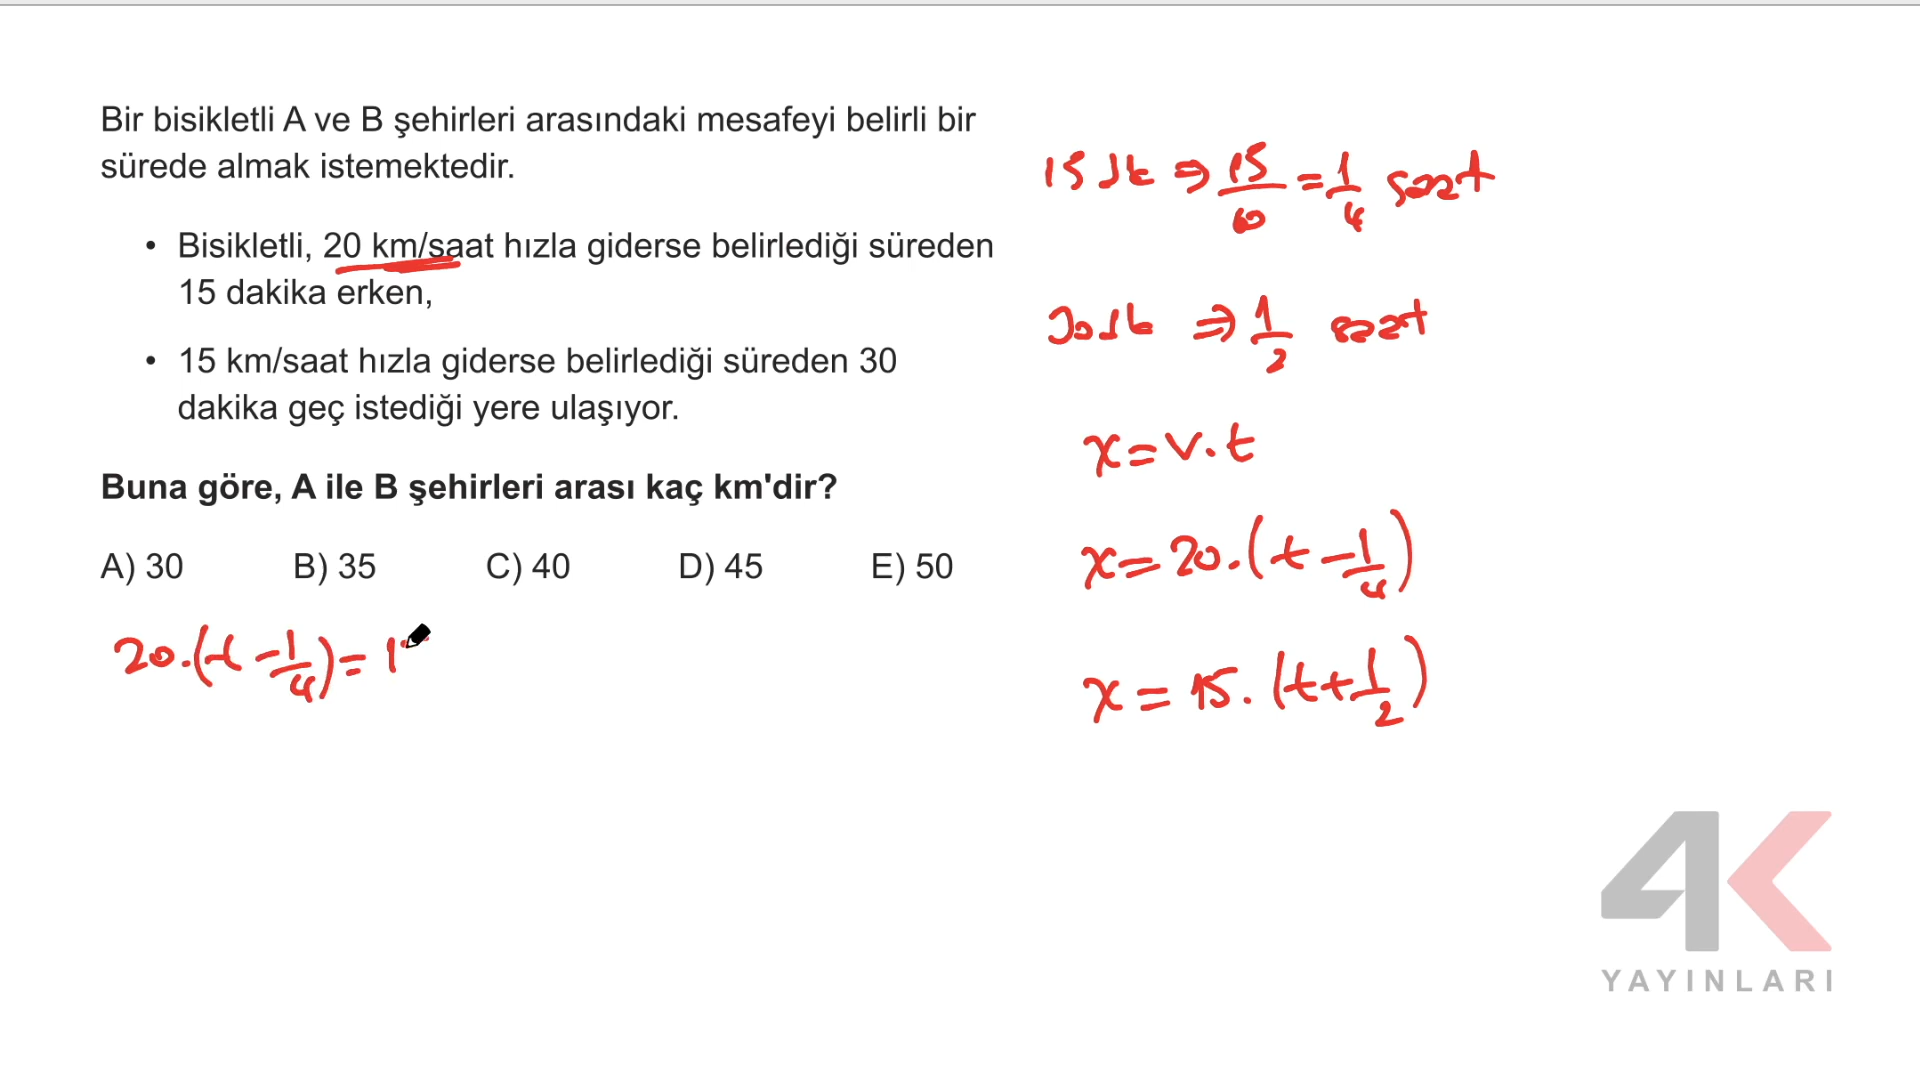 Bir bisikletli A ve B şehirleri arasındaki mesafeyi belirli bir
sürede almak istemektedir.
• Bisikletli, 20 km/saat hızla giderse belirlediği süreden
15 dakika erken,
• 15 km/saat hızla giderse belirlediği süreden 30
dakika geç istediği yere ulaşıyor.
Buna göre, A ile B şehirleri arası kaç km'dir?
A) 30 B) 35 C) 40 D) 45 E) 50
20.(t - 1/4) = 1
15 dk ⇒ 15/60 = 1/4 saat
30 dk ⇒ 1/2 saat
x = v.t
x = 20.(t - 1/4)
x = 15.(t + 1/2)
4K
YAYINLARI